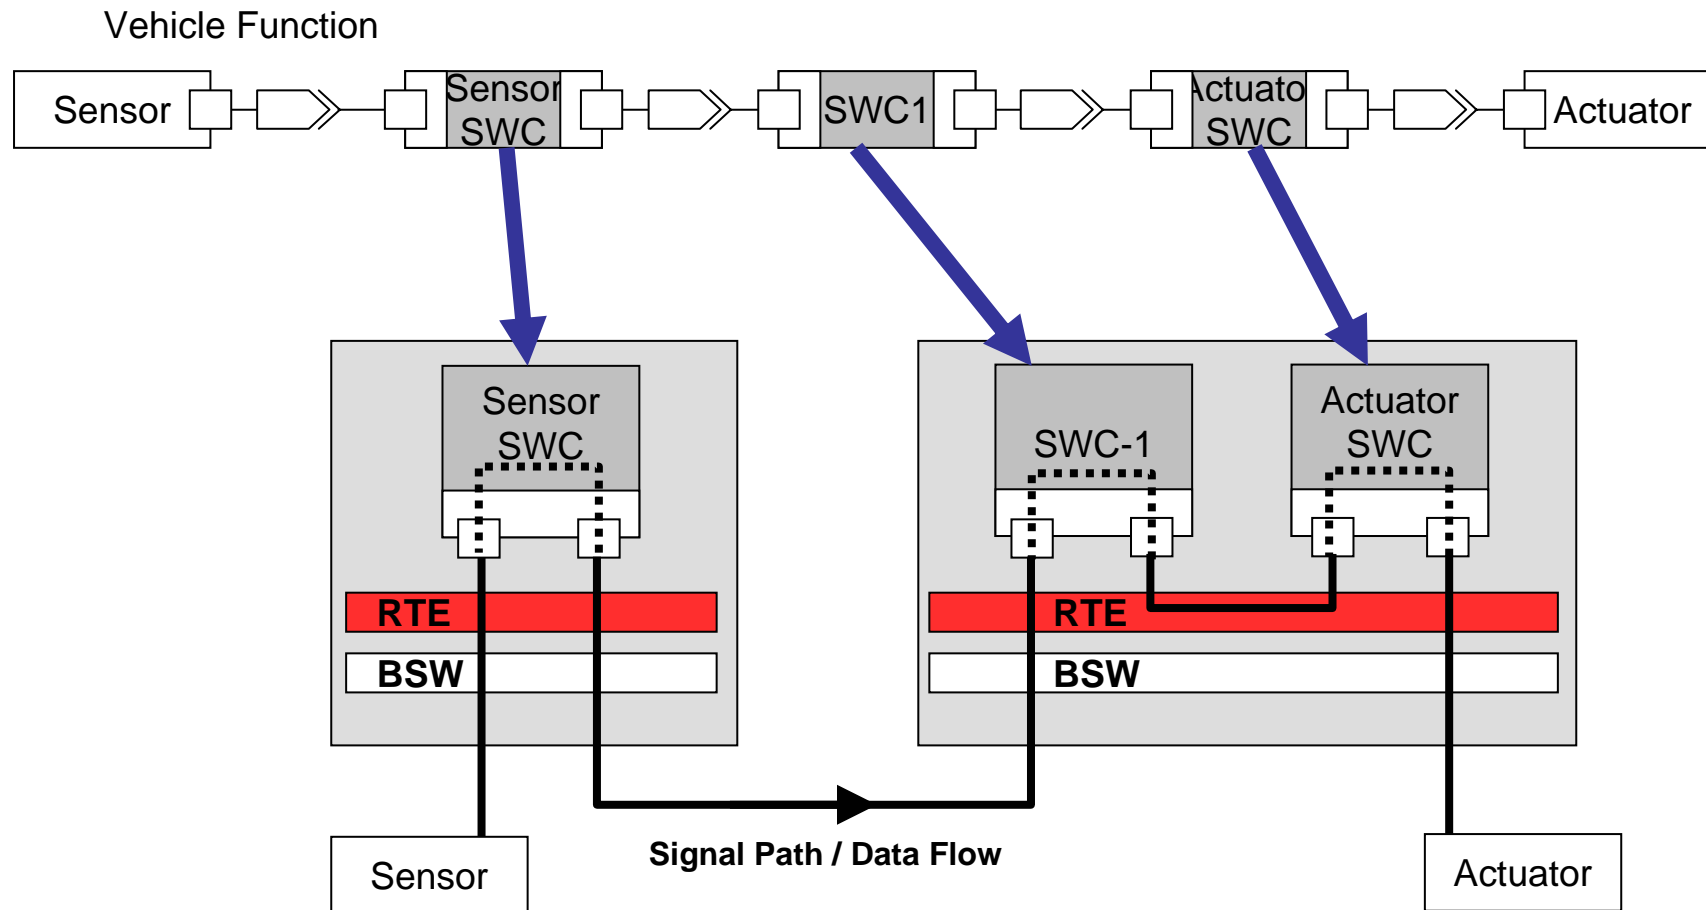 Vehicle Function
Sensor
Sensor
SWC
SWC1
Actuato
SWC
Actuator
Sensor
SWC
SWC-1
Actuator
SWC
RTE
RTE
BSW
BSW
Signal Path / Data Flow
Sensor
Actuator